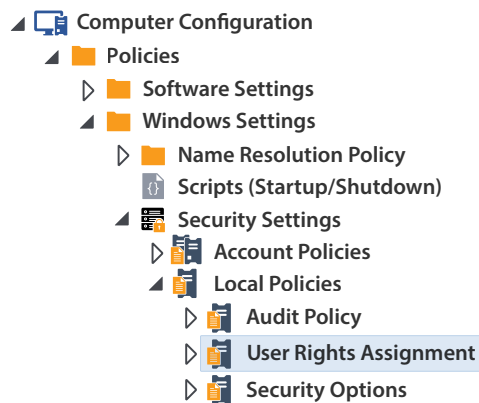 Computer Configuration
Policies
Software Settings
Windows Settings
Name Resolution Policy
Scripts (Startup/Shutdown)
Security Settings
Account Policies
Local Policies
Audit Policy
User Rights Assignment
Security Options